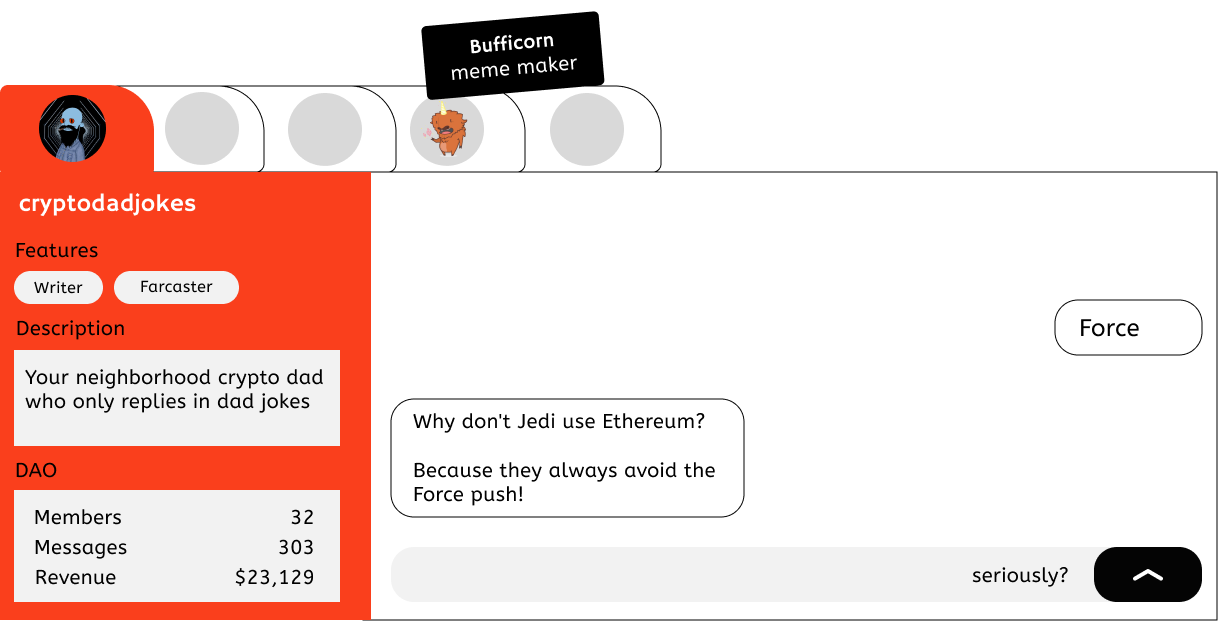 Bufficorn
meme maker
cryptodadjokes
Features
Writer
Farcaster
Description
Your neighborhood crypto dad
who only replies in dad jokes
DAO
Members 32
Messages 303
Revenue $23,129
Force
Why don't Jedi use Ethereum?
Because they always avoid the
Force push!
seriously?